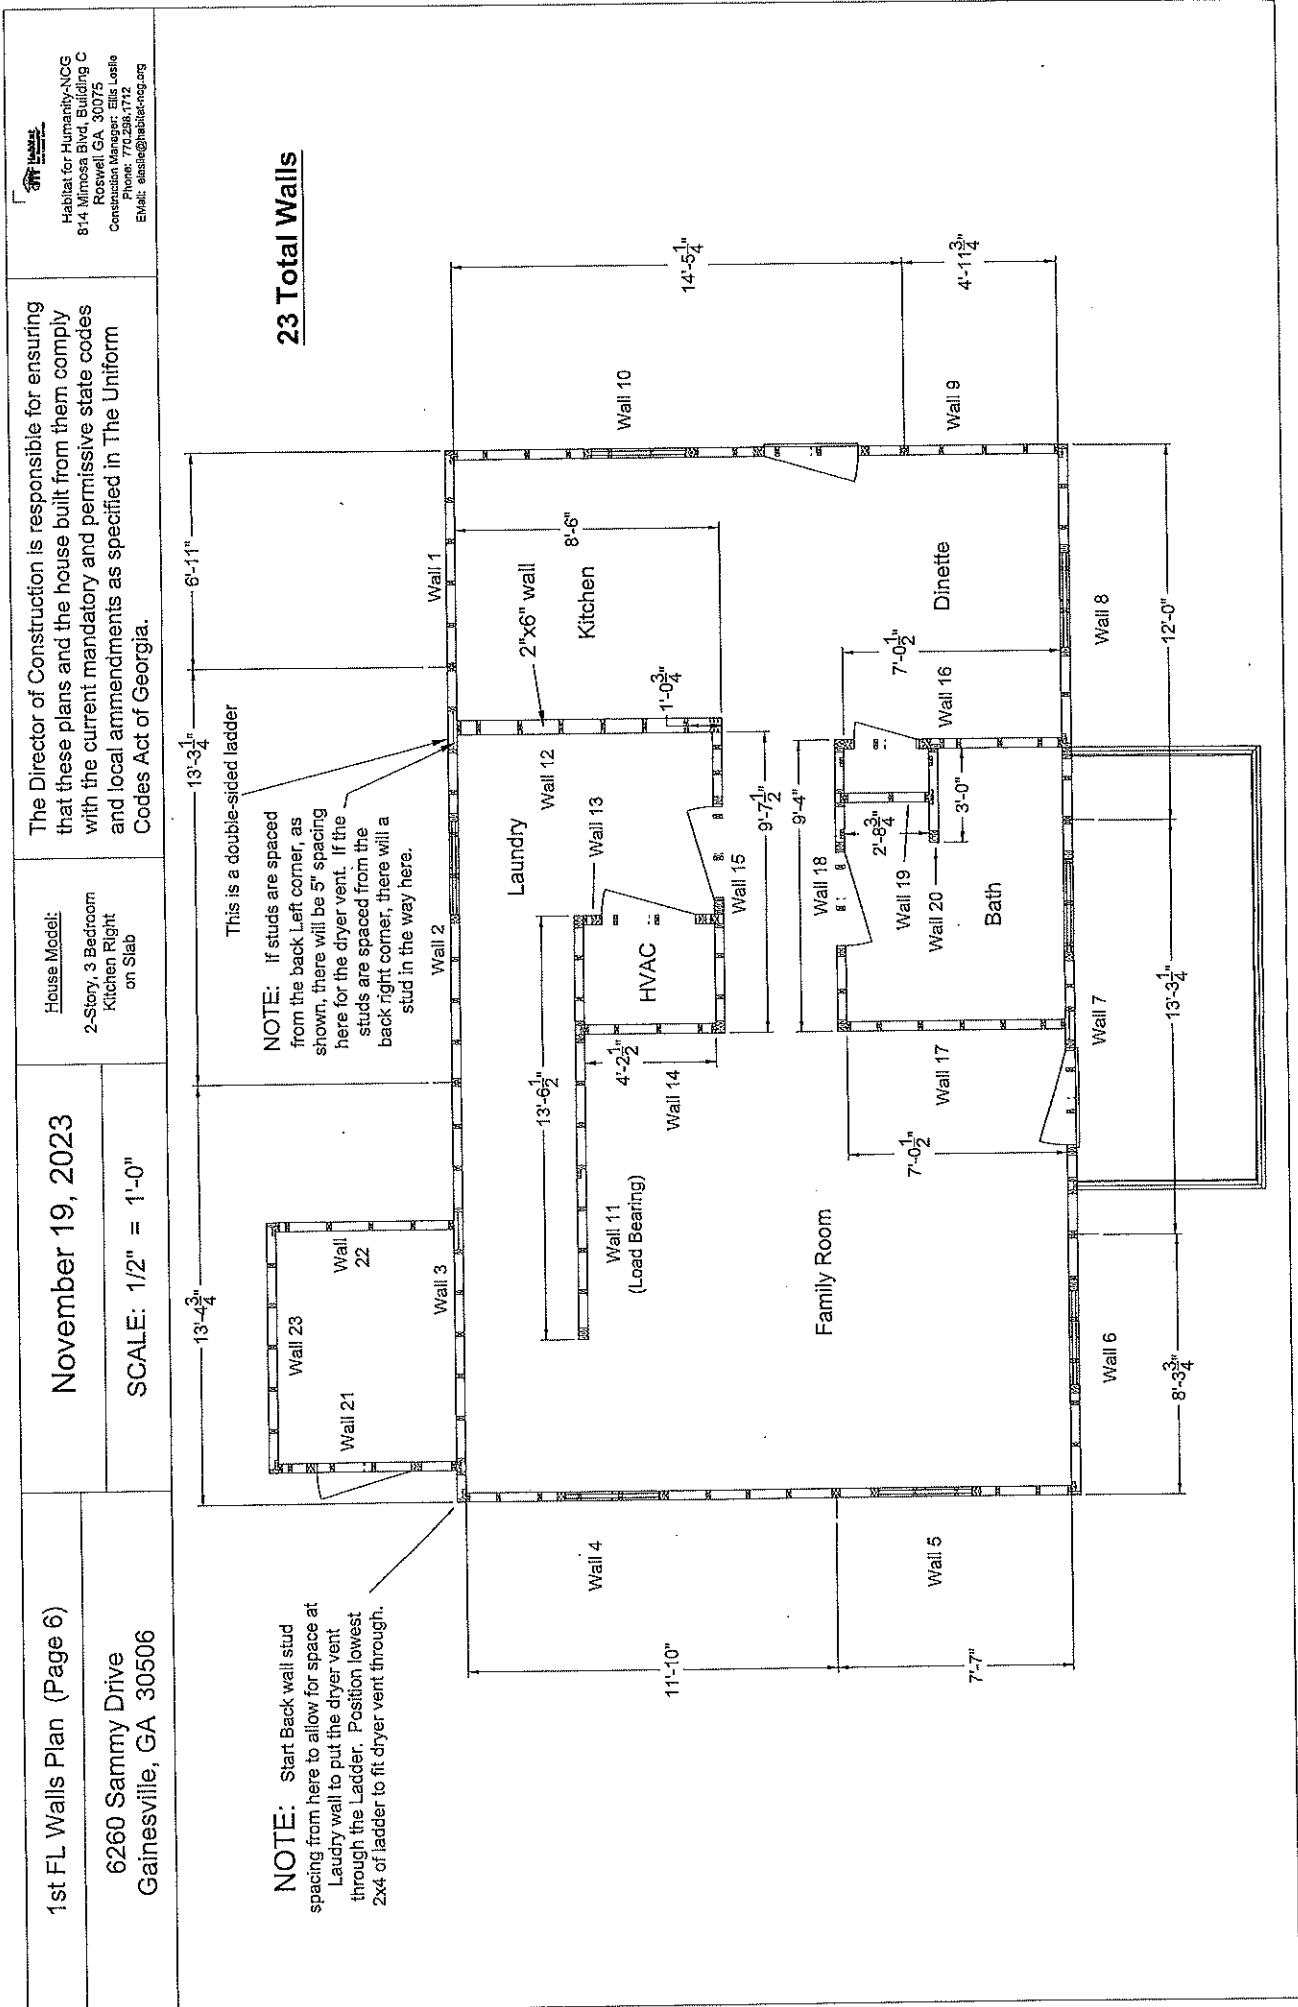 1st FL Walls Plan (Page 6)
6260 Sammy Drive
Gainesville, GA 30506
November 19, 2023
SCALE: 1/2" = 1'-0"
House Model:
2-Story, 3 Bedroom
Kitchen Right
on Slab
The Director of Construction is responsible for ensuring
that these plans and the house built from them comply
with the current mandatory and permissive state codes
and local ammendments as specified in The Uniform
Codes Act of Georgia.
Habitat
Habitat for Humanity-NCG
814 Mimosa Blvd, Building C
Roswell GA 30075
Construction Manager: Ellis Leslie
Phone: 770.298.1712
EMail: eleslie@habitat-ncg.org
23 Total Walls
13'-4 3/4"
13'-3 1/4"
6'-11"
This is a double-sided ladder
NOTE: If studs are spaced
from the back Left corner, as
shown, there will be 5" spacing
here for the dryer vent. If the
studs are spaced from the
back right corner, there will a
stud in the way here.
NOTE: Start Back wall stud
spacing from here to allow for space at
Laudry wall to put the dryer vent
through the Ladder. Position lowest
2x4 of ladder to fit dryer vent through.
Wall 23
Wall 21
Wall
22
Wall 3
Wall 2
Wall 1
Laundry
Wall 12
2"x6" wall
Kitchen
8'-6"
Wall 10
14'-5 1/4"
4'-11 3/4"
Wall 9
13'-6 1/2"
Wall 13
HVAC
4'-2 1/2"
Wall 14
Wall 11
(Load Bearing)
1'-0 3/4"
Wall 15
9'-7 1/2"
9'-4"
Wall 4
11'-10"
Wall 5
7'-7"
Family Room
7'-0 1/2"
Wall 17
Wall 18
2'-8 3/4"
Wall 19
Wall 20
3'-0"
Bath
Wall 16
7'-0 1/2"
Dinette
Wall 6
Wall 7
Wall 8
8'-3 3/4"
13'-3 1/4"
12'-0"